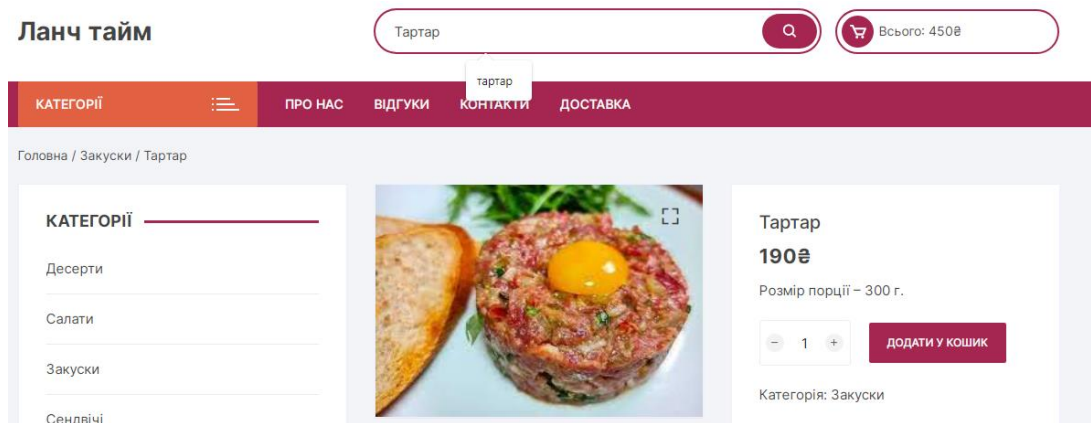 Ланч тайм
Тартар
Всього: 450₴
тартар
КАТЕГОРІЇ
ПРО НАС ВІДГУКИ КОНТАКТИ ДОСТАВКА
Головна / Закуски / Тартар
КАТЕГОРІЇ
Десерти
Салати
Закуски
Сендвічі
Тартар
190₴
Розмір порції – 300 г.
- 1 +
ДОДАТИ У КОШИК
Категорія: Закуски